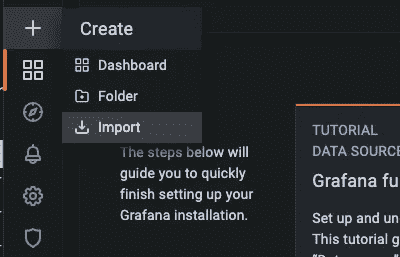 Create
Dashboard
Folder
Import
The steps below will
guide you to quickly
finish setting up your
Grafana installation.
TUTORIAL
DATA SOURCE
Grafana fu
Set up and un
This tutorial g